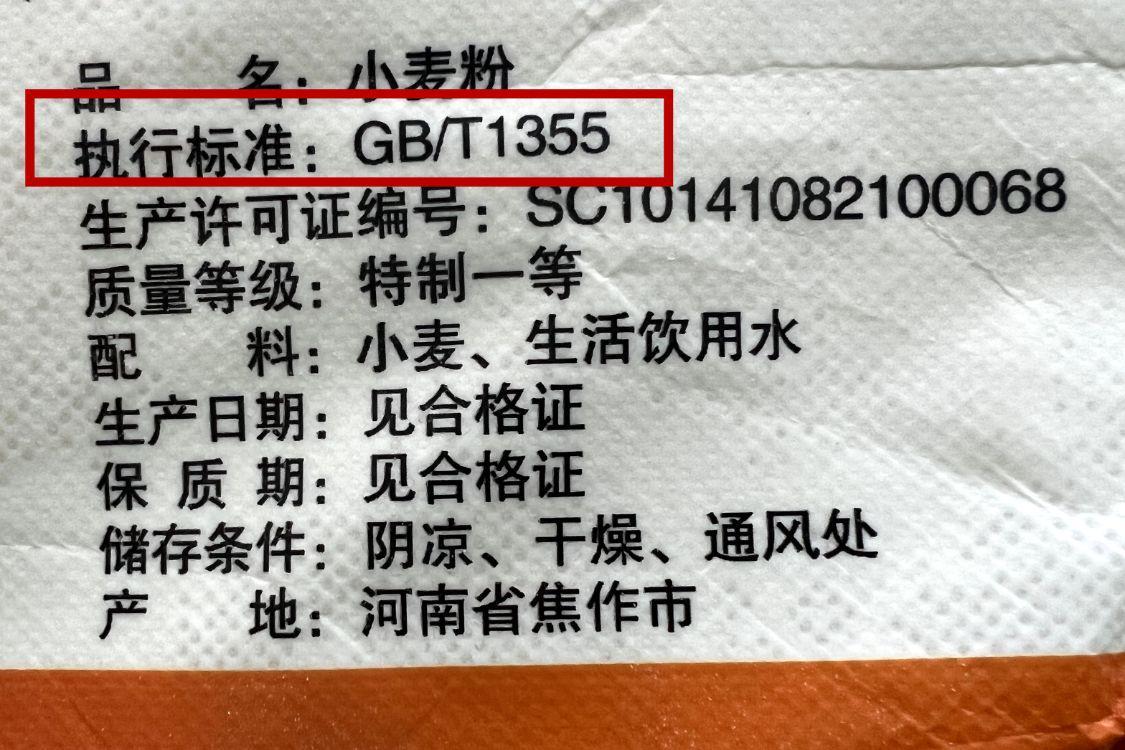 品 名：小麦粉
执行标准：GB/T1355
生产许可证编号：SC10141082100068
质量等级：特制一等
配 料：小麦、生活饮用水
生产日期：见合格证
保 质 期：见合格证
储存条件：阴凉、干燥、通风处
产 地：河南省焦作市